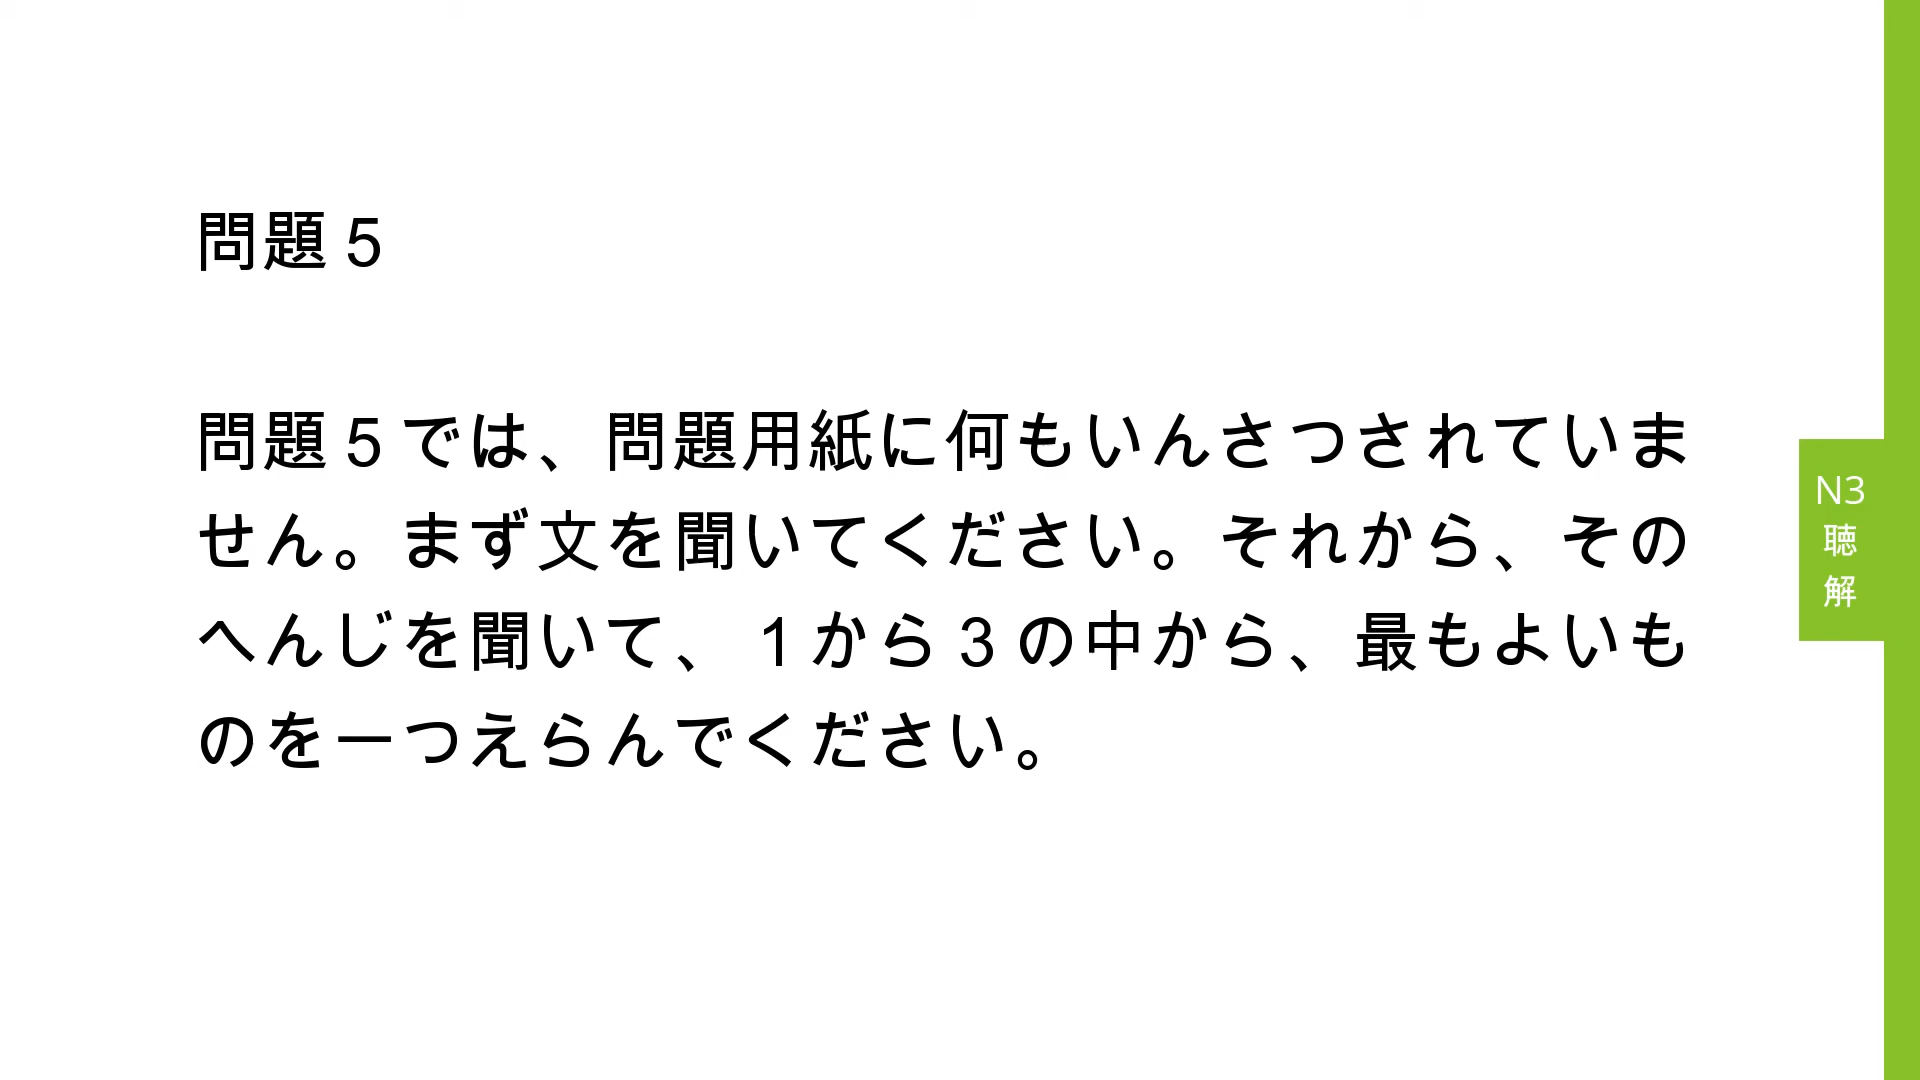 問題5
問題5では、問題用紙に何もいんさつされていま
せん。まず文を聞いてください。それから、その
へんじを聞いて、1から3の中から、最もよいも
のを一つえらんでください。
N3
聴
解